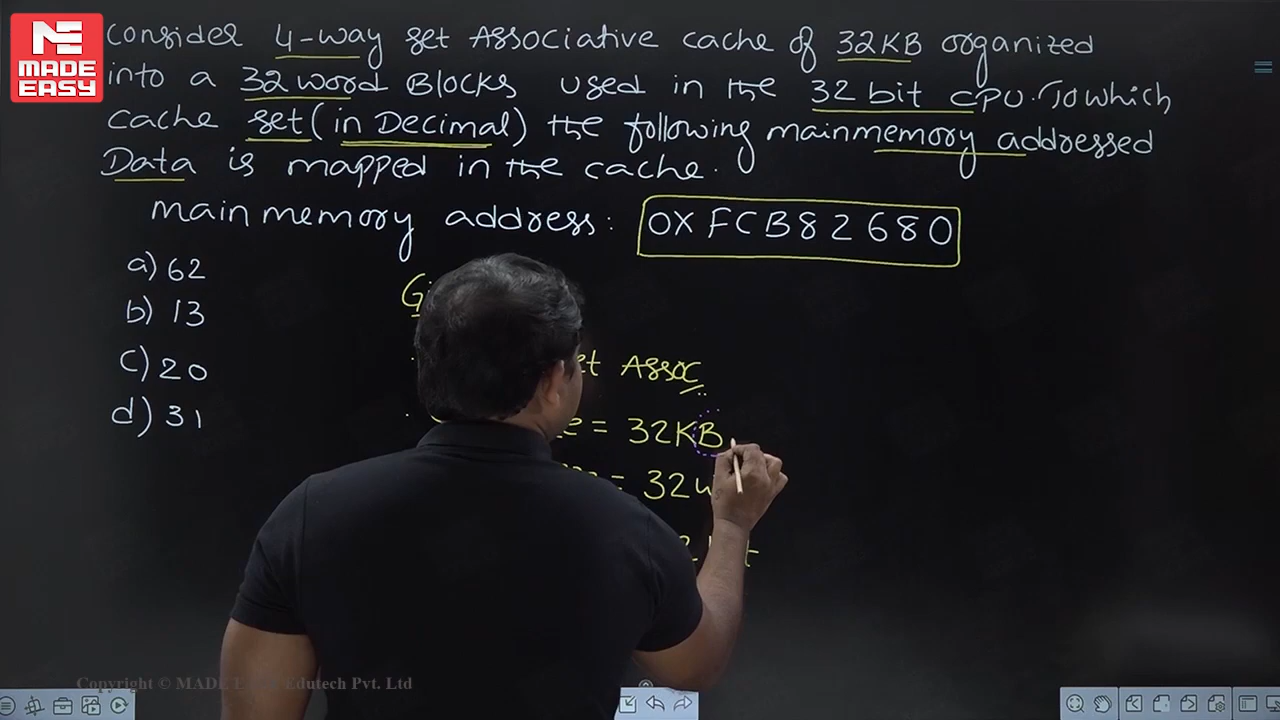 ME
MADE
EASY
Consider 4-way set Associative cache of 32KB organized
into a 32 word Blocks used in the 32 bit CPU. To which
cache set (in Decimal) the following mainmemory addressed
Data is mapped in the cache.
main memory address: 0XFCB82680
a) 62
b) 13
c) 20
d) 31
Assoc
= 32KB
= 32
Copyright © MADE Edutech Pvt. Ltd